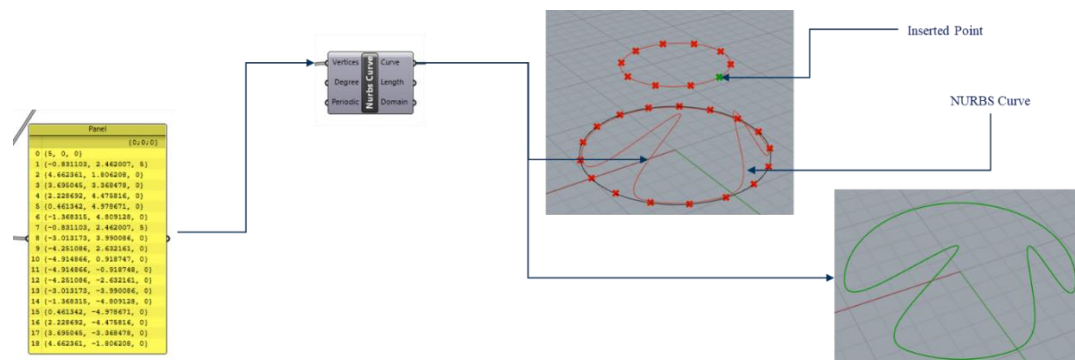 Inserted Point
Vertices Curve
Degree Length
Periodic Domain
Nurbs Curve
NURBS Curve
Panel
{0;0;0}
0 {5, 0, 0}
1 {-0.831103, 2.462007, 5}
2 {4.662361, 1.806208, 0}
3 {3.695045, 3.368478, 0}
4 {2.228692, 4.475816, 0}
5 {0.461342, 4.978671, 0}
6 {-1.368315, 4.809128, 0}
7 {-0.831103, 2.462007, 5}
8 {-3.013173, 3.990086, 0}
9 {-4.251086, 2.632161, 0}
10 {-4.914866, 0.918747, 0}
11 {-4.914866, -0.918748, 0}
12 {-4.251086, -2.632161, 0}
13 {-3.013173, -3.990086, 0}
14 {-1.368315, -4.809128, 0}
15 {0.461342, -4.978671, 0}
16 {2.228692, -4.475816, 0}
17 {3.695045, -3.368478, 0}
18 {4.662361, -1.806208, 0}